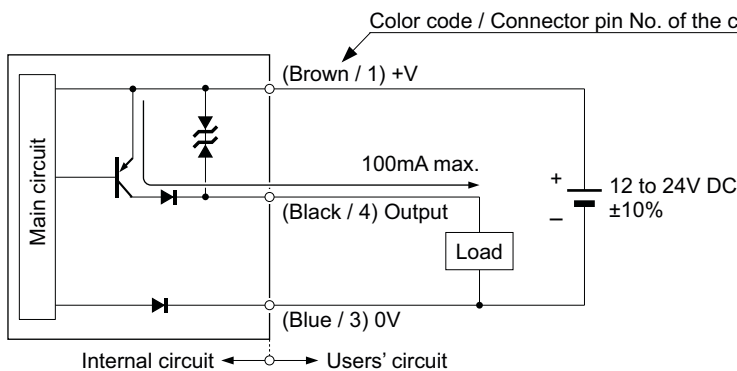 Color code / Connector pin No. of the c
(Brown / 1) +V
Main circuit
100mA max.
+
12 to 24V DC
−
±10%
(Black / 4) Output
Load
(Blue / 3) 0V
Internal circuit
Users' circuit